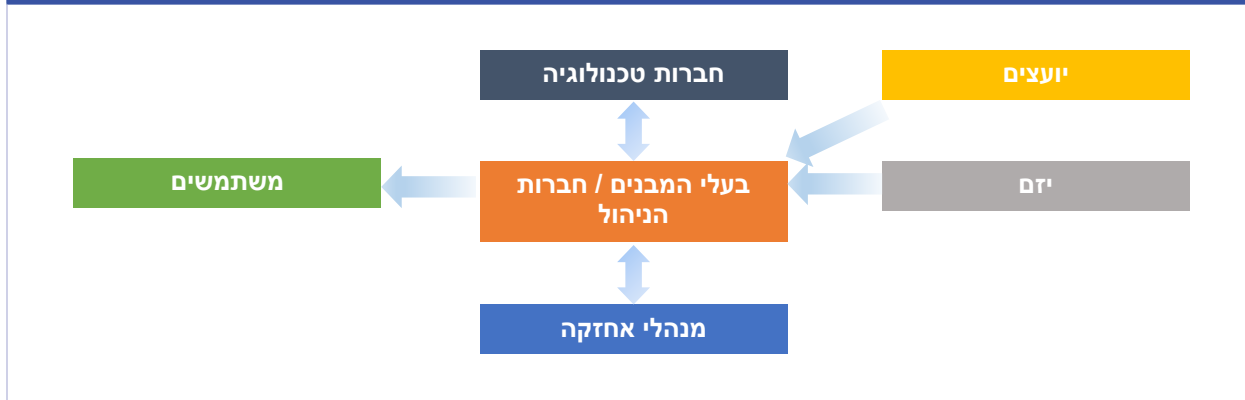 חברות טכנולוגיה
יועצים
משתמשים
בעלי המבנים / חברות
הניהול
יזם
מנהלי אחזקה